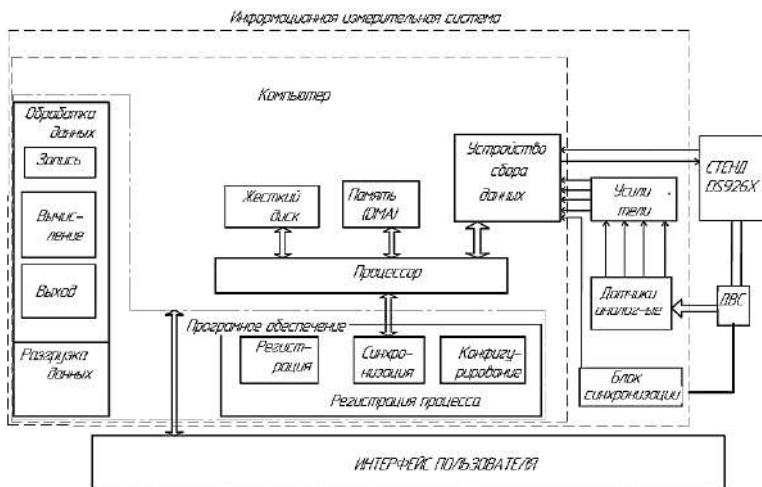 Информационная измерительная система
Компьютер
Обработка
данных
Запись
Вычис-
ление
Выход
Разгрузка
данных
Жесткий
диск
Память
(DMA)
Устройство
сбора
данных
Усили
тели
СТЕНД
DS926X
Процессор
Датчики
аналог-ые
ДВС
Програмное обеспечение
Регист-
рация
Синхро-
низация
Конфигу-
рирование
Регистрация процесса
Блок
синхронизации
ИНТЕРФЕЙС ПОЛЬЗОВАТЕЛЯ